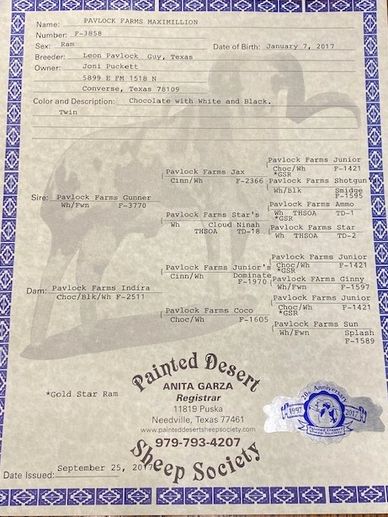 Name: PAVLOCK FARMS MAXIMILLION
Number: F-3858
Sex: Ram Date of Birth: January 7, 2017
Breeder: Leon Pavlock Guy, Texas
Owner: Joni Puckett
5899 E FM 1518 N
Converse, Texas 78109
Color and Description: Chocolate with White and Black.
Twin
Pavlock Farms Junior
Choc/Wh F-1421
*GSR
Pavlock Farms Jax
Cinn/Wh F-2366
Pavlock Farms Shotgun
Wh/Blk Smidge
F-1595
Sire: Pavlock Farms Gunner
Wh/Fwn F-3770
Pavlock Farms Ammo
Wh THSOA TD-1
*GSR
Pavlock Farms Star's
Wh Cloud Ninah
THSOA TD-18
Pavlock Farms Star
Wh THSOA TD-2
Pavlock Farms Junior
Choc/Wh F-1421
*GSR
Pavlock Farms Junior's
Cinn/Wh Dominate
F-1970
PAvlock FArms Ginny
Wh/Fwn F-1597
Dam: Pavlock Farms Indira
Choc/Blk/Wh F-2511
Pavlock Farms Junior
Choc/Wh F-1421
*GSR
Pavlock Farms Coco
Choc/Wh F-1605
Pavlock Farms Sun
Wh/Fwn Splash
F-1589
*Gold Star Ram
Painted Desert
ANITA GARZA
Registrar
11819 Puska
Needville, Texas 77461
www.painteddesertsheepsociety.com
979-793-4207
Sheep Society
Anniversary
1997 2017
Date Issued: September 25, 2017